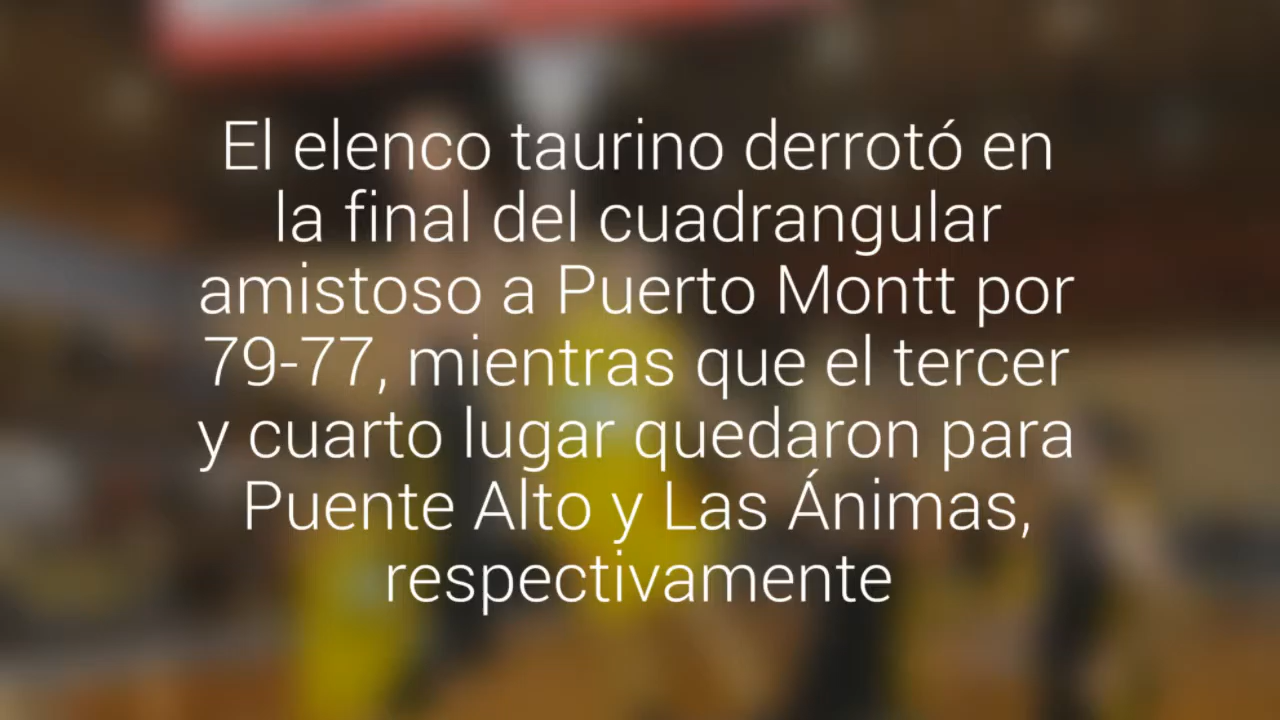 El elenco taurino derrotó en
la final del cuadrangular
amistoso a Puerto Montt por
79-77, mientras que el tercer
y cuarto lugar quedaron para
Puente Alto y Las Ánimas,
respectivamente